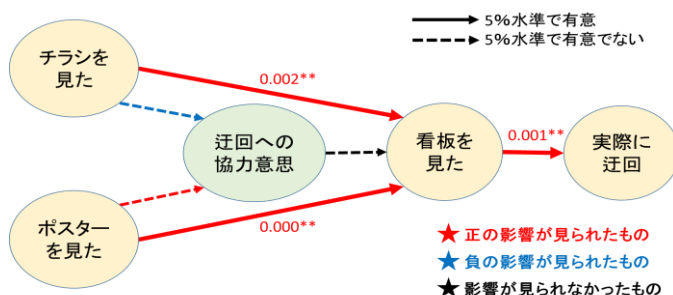 5%水準で有意
5%水準で有意でない
チラシを
見た
0.002**
迂回への
協力意思
看板を
見た
0.001**
実際に
迂回
ポスター
を見た
0.000**
★ 正の影響が見られたもの
★ 負の影響が見られたもの
★ 影響が見られなかったもの